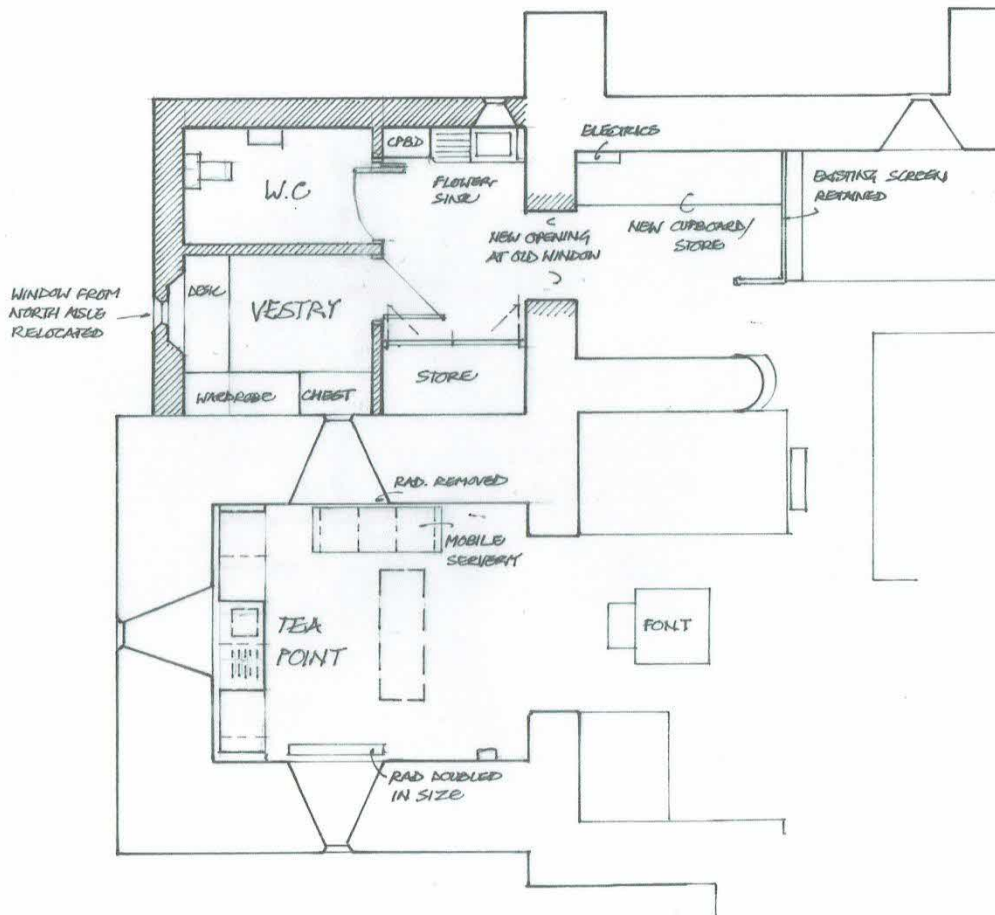 ELECTRICS
CPBD
W.C
FLOWER
SINK
EXISTING SCREEN
RETAINED
NEW OPENING
AT OLD WINDOW
NEW CUPBOARD/
STORE
WINDOW FROM
NORTH AISLE
RELOCATED
DESK
VESTRY
STORE
WARDROBE
CHEST
RAD. REMOVED
MOBILE
SERVERY
TEA
POINT
FONT
RAD DOUBLED
IN SIZE